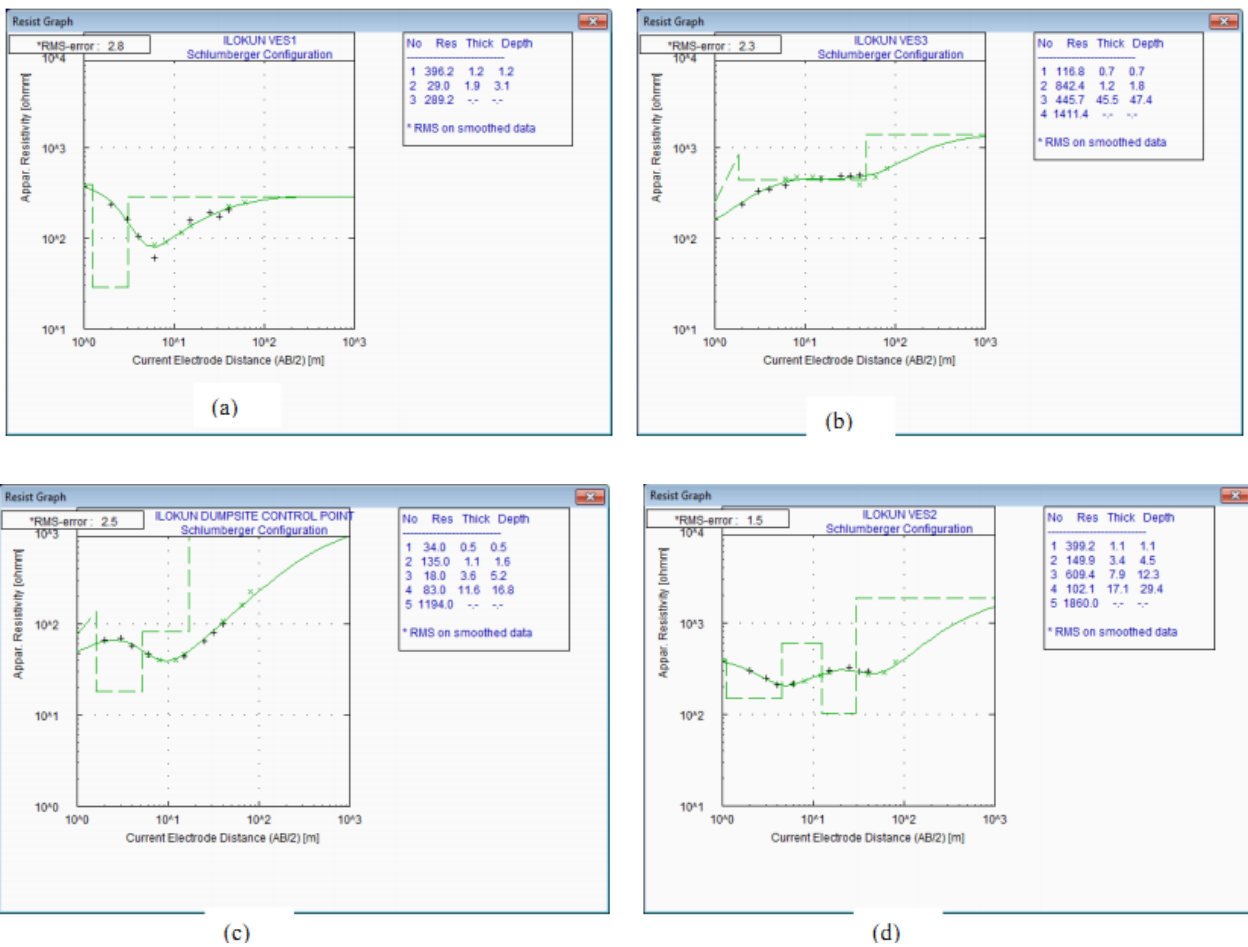 Resist Graph
*RMS-error : 2.8
ILOKUN VES1
Schlumberger Configuration
No Res Thick Depth
1 396.2 1.2 1.2
2 29.0 1.9 3.1
3 289.2 -.- -.-
* RMS on smoothed data
Appar. Resistivity [ohmm]
10^4
10^3
10^2
10^1
10^0 10^1 10^2 10^3
Current Electrode Distance (AB/2) [m]
(a)
Resist Graph
*RMS-error : 2.3
ILOKUN VES3
Schlumberger Configuration
No Res Thick Depth
1 116.8 0.7 0.7
2 842.4 1.2 1.8
3 445.7 45.5 47.4
4 1411.4 -.- -.-
* RMS on smoothed data
Appar. Resistivity [ohmm]
10^4
10^3
10^2
10^1
10^0 10^1 10^2 10^3
Current Electrode Distance (AB/2) [m]
(b)
Resist Graph
*RMS-error : 2.5
ILOKUN DUMPSITE CONTROL POINT
Schlumberger Configuration
No Res Thick Depth
1 34.0 0.5 0.5
2 135.0 1.1 1.6
3 18.0 3.6 5.2
4 83.0 11.6 16.8
5 1194.0 -.- -.-
* RMS on smoothed data
Appar. Resistivity [ohmm]
10^3
10^2
10^1
10^0
10^0 10^1 10^2 10^3
Current Electrode Distance (AB/2) [m]
(c)
Resist Graph
*RMS-error : 1.5
ILOKUN VES2
Schlumberger Configuration
No Res Thick Depth
1 399.2 1.1 1.1
2 149.9 3.4 4.5
3 609.4 7.9 12.3
4 102.1 17.1 29.4
5 1860.0 -.- -.-
* RMS on smoothed data
Appar. Resistivity [ohmm]
10^4
10^3
10^2
10^1
10^0 10^1 10^2 10^3
Current Electrode Distance (AB/2) [m]
(d)